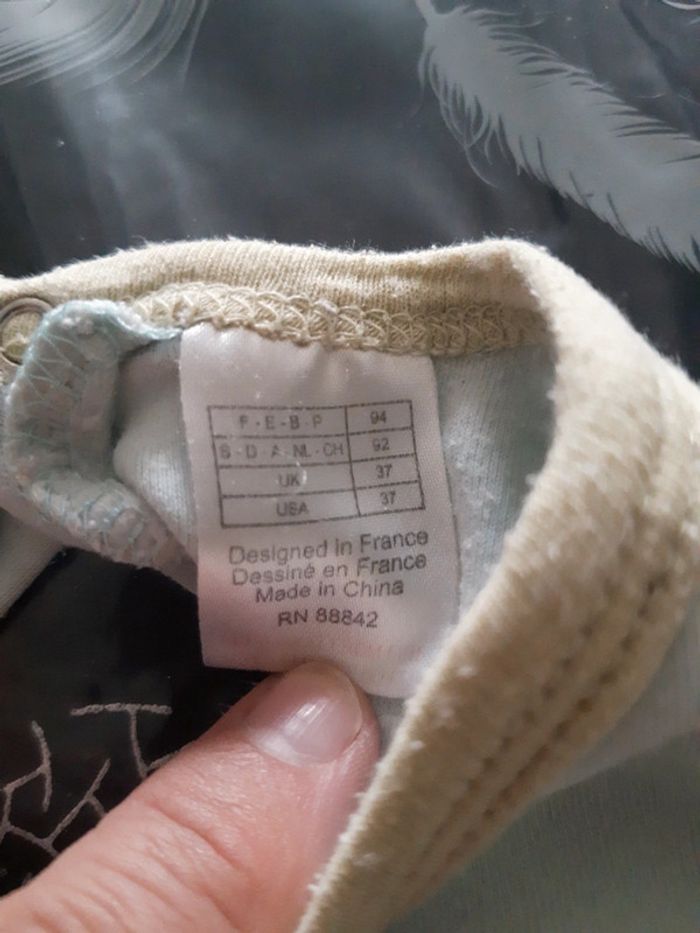 F - E - B - P 94
S - D - A - NL - CH 92
UK 37
USA 37
Designed in France
Dessiné en France
Made in China
RN 88842